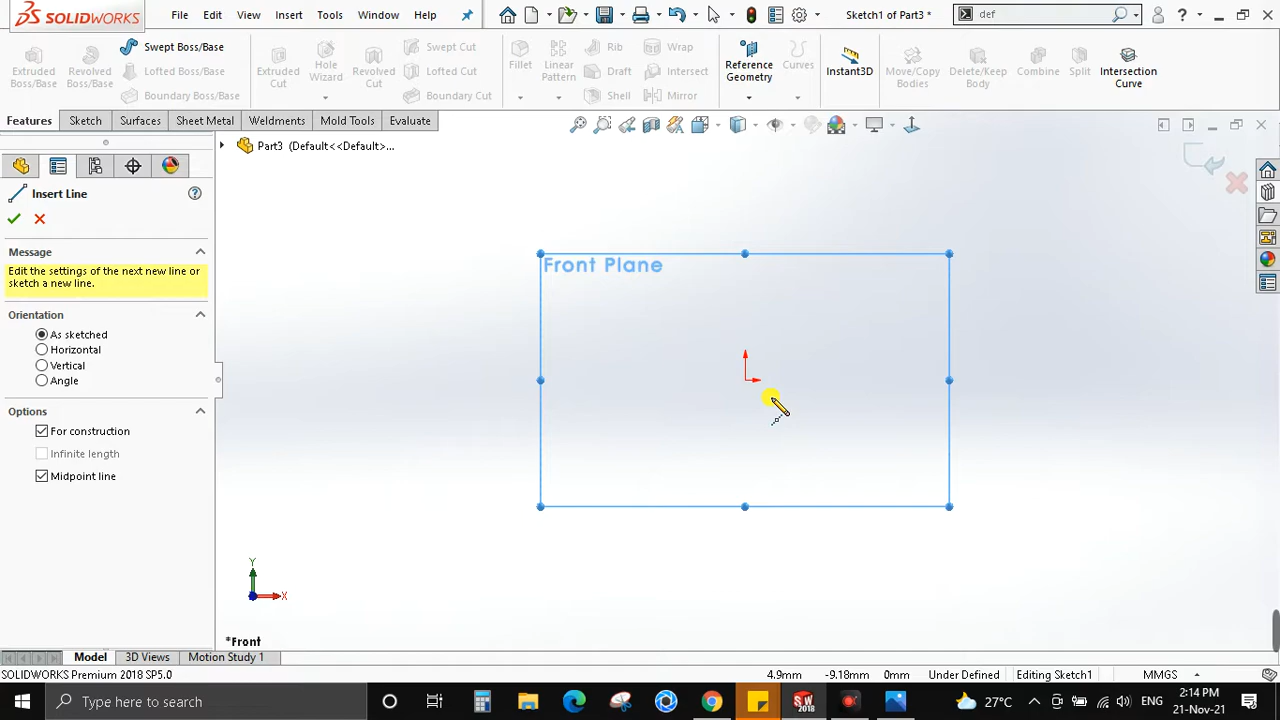 SOLIDWORKS File Edit View Insert Tools Window Help Sketch1 of Part3 * def
Extruded Boss/Base
Revolved Boss/Base
Swept Boss/Base
Lofted Boss/Base
Boundary Boss/Base
Extruded Cut
Hole Wizard
Revolved Cut
Swept Cut
Lofted Cut
Boundary Cut
Fillet
Linear Pattern
Rib
Draft
Shell
Wrap
Intersect
Mirror
Reference Geometry
Curves
Instant3D
Move/Copy Bodies
Delete/Keep Body
Combine
Split
Intersection Curve
Features Sketch Surfaces Sheet Metal Weldments Mold Tools Evaluate
Part3 (Default<<Default>...
Insert Line
Message
Edit the settings of the next new line or
sketch a new line.
Orientation
As sketched
Horizontal
Vertical
Angle
Options
For construction
Infinite length
Midpoint line
Front Plane
Y
X
*Front
Model 3D Views Motion Study 1
SOLIDWORKS Premium 2018 SP5.0 4.9mm -9.18mm 0mm Under Defined Editing Sketch1 MMGS
Type here to search
SW
2018
27°C
ENG
2:14 PM
21-Nov-21